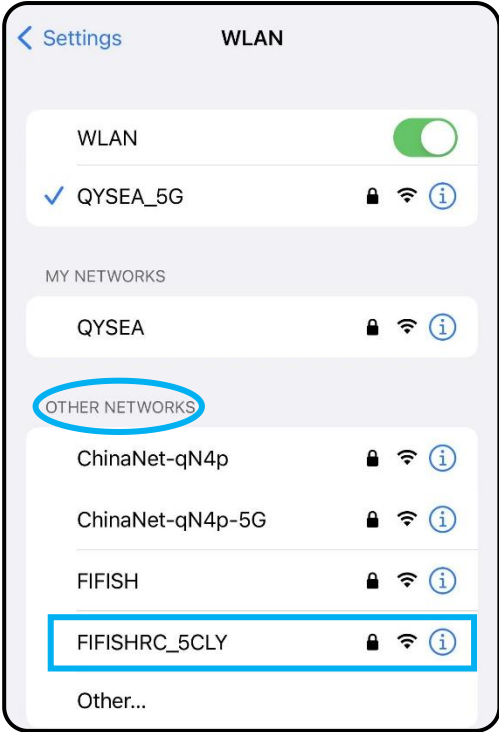 Settings WLAN
WLAN
QYSEA_5G
MY NETWORKS
QYSEA
OTHER NETWORKS
ChinaNet-qN4p
ChinaNet-qN4p-5G
FIFISH
FIFISHRC_5CLY
Other...